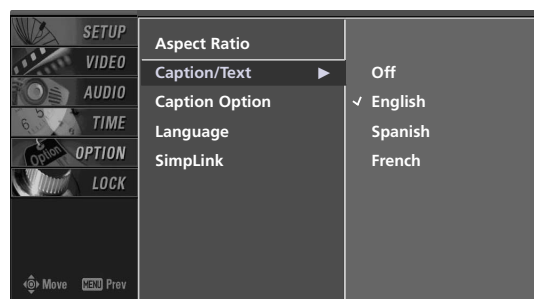 SETUP
VIDEO
AUDIO
TIME
Option OPTION
LOCK
Move MENU Prev
Aspect Ratio
Caption/Text ▶
Caption Option
Language
SimpLink
Off
✓ English
Spanish
French